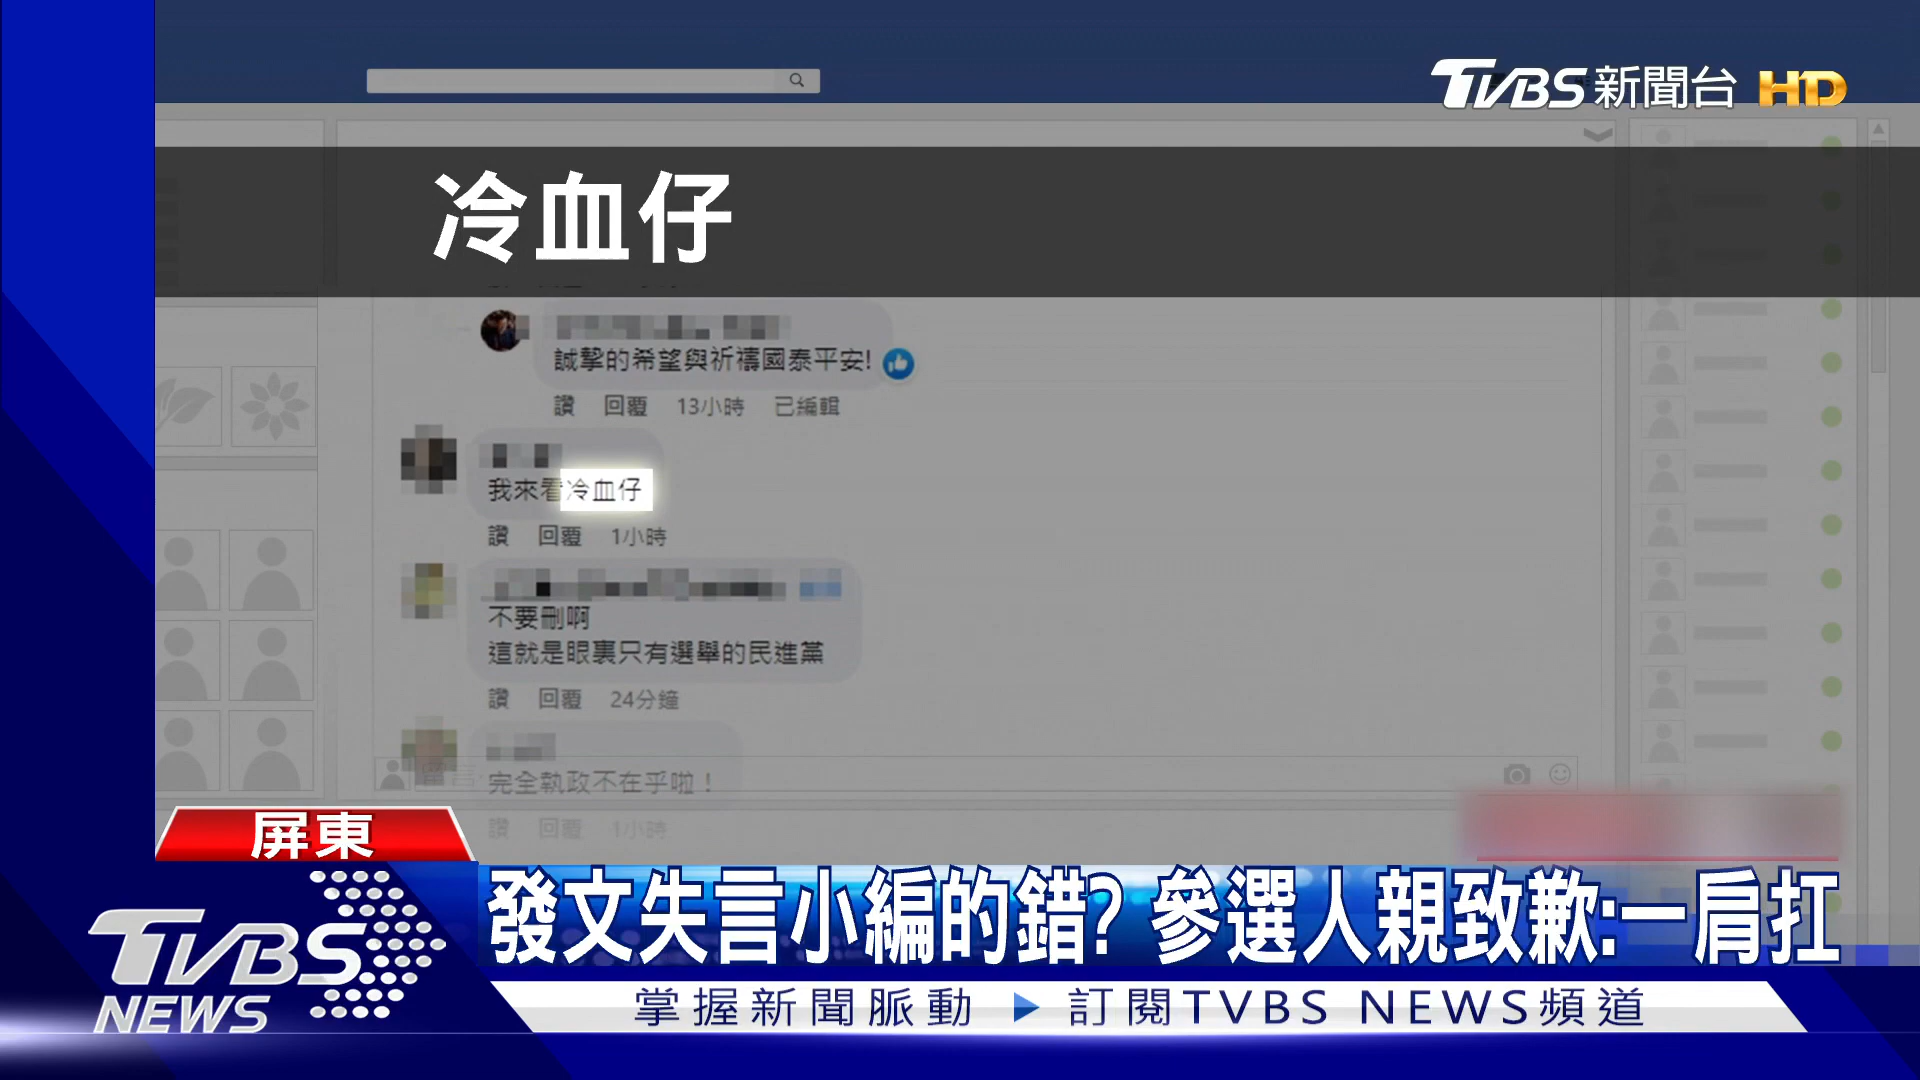 TVBS新聞台 HD
冷血仔
誠摯的希望與祈禱國泰平安!
讚 回覆 13小時 已編輯
我來看冷血仔
讚 回覆 1小時
不要刪啊
這就是眼裏只有選舉的民進黨
讚 回覆 24分鐘
完全執政不在乎啦！
讚 回覆 1小時
屏東
發文失言小編的錯? 參選人親致歉:一肩扛
TVBS NEWS
掌握新聞脈動 ▶ 訂閱TVBS NEWS頻道